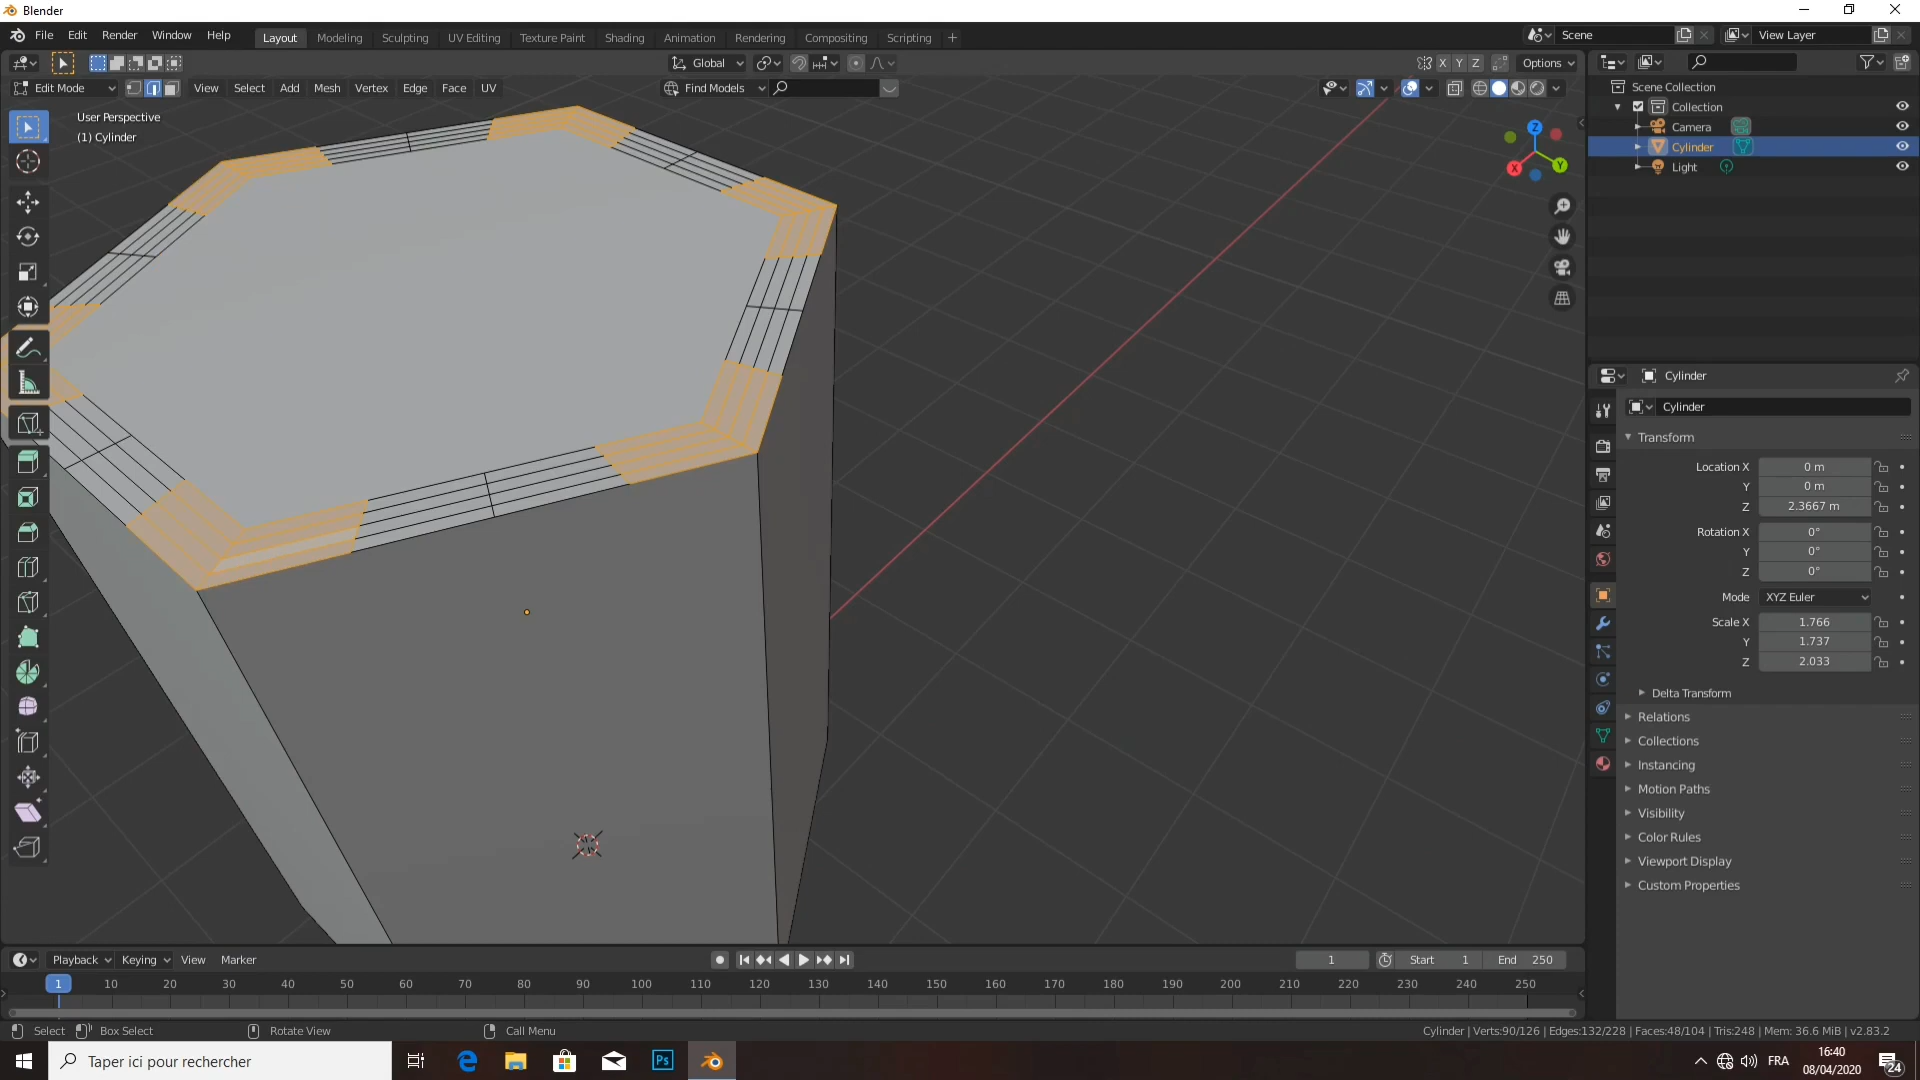 Blender
File Edit Render Window Help Layout Modeling Sculpting UV Editing Texture Paint Shading Animation Rendering Compositing Scripting Scene View Layer
Global X Y Z Options
Edit Mode View Select Add Mesh Vertex Edge Face UV Find Models
User Perspective
(1) Cylinder
Z
Y
X
Scene Collection
Collection
Camera
Cylinder
Light
Cylinder
Cylinder
Transform
Location X 0 m
Y 0 m
Z 2.3667 m
Rotation X 0°
Y 0°
Z 0°
Mode XYZ Euler
Scale X 1.766
Y 1.737
Z 2.033
Delta Transform
Relations
Collections
Instancing
Motion Paths
Visibility
Color Rules
Viewport Display
Custom Properties
Playback Keying View Marker 1 Start 1 End 250
1 10 20 30 40 50 60 70 80 90 100 110 120 130 140 150 160 170 180 190 200 210 220 230 240 250
Select Box Select Rotate View Call Menu Cylinder | Verts:90/126 | Edges:132/228 | Faces:48/104 | Tris:248 | Mem: 36.6 MiB | v2.83.2
Taper ici pour rechercher Ps FRA 16:40
08/04/2020 24